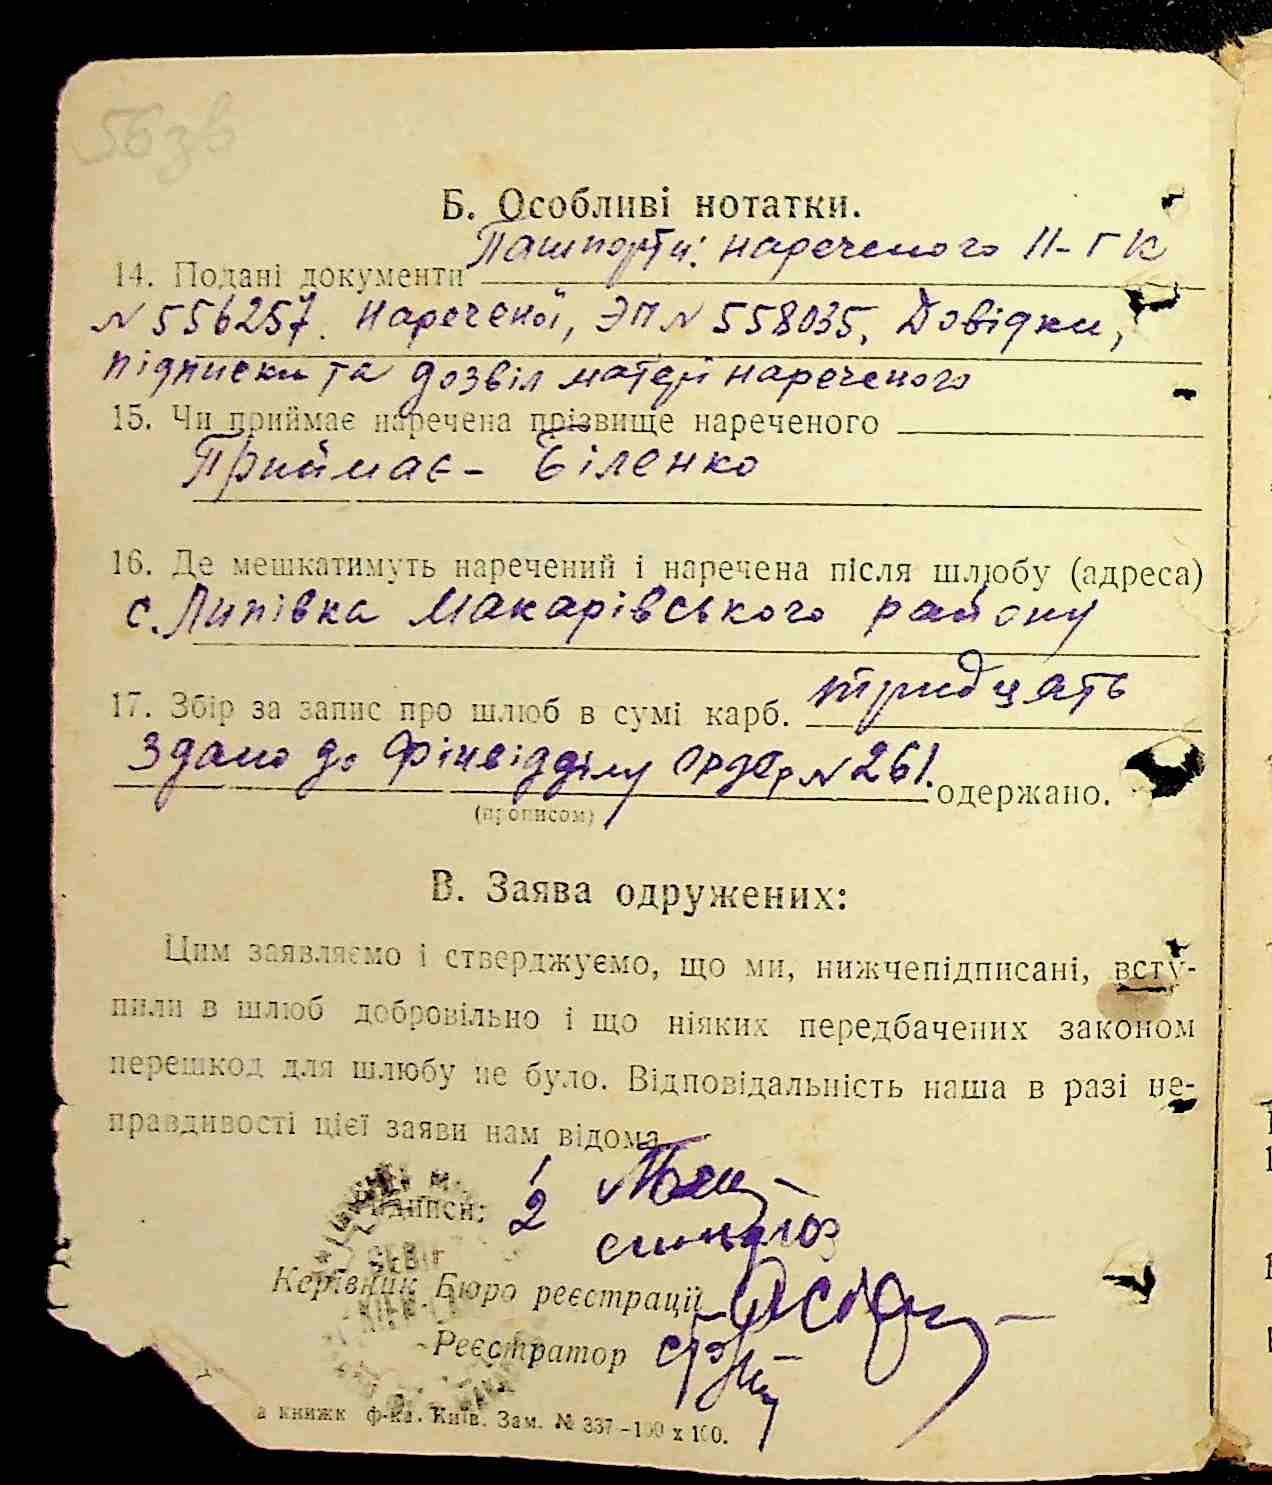 56 зв
Б. Особливі нотатки.
14. Подані документи Пашпорти: нареченого II-ГК
№ 556257. Нареченої, ЭП № 558035, Довідки,
підписки та дозвіл матері нареченого
15. Чи приймає наречена прізвище нареченого
Приймає - Біленко
16. Де мешкатимуть наречений і наречена після шлюбу (адреса)
с. Липівка Макарівського району
17. Збір за запис про шлюб в сумі карб. тридцять
Здано до Фінвідділу ордер № 261. одержано.
(прописом)
В. Заява одружених:
Цим заявляємо і стверджуємо, що ми, нижчепідписані, всту-
пили в шлюб добровільно і що ніяких передбачених законом
перешкод для шлюбу не було. Відповідальність наша в разі не-
правдивості цієї заяви нам відома.
Підписи: 1
2
Керівник Бюро реєстрації
Реєстратор
книжк ф-ка. Київ. Зам. № 337-100 x 100.